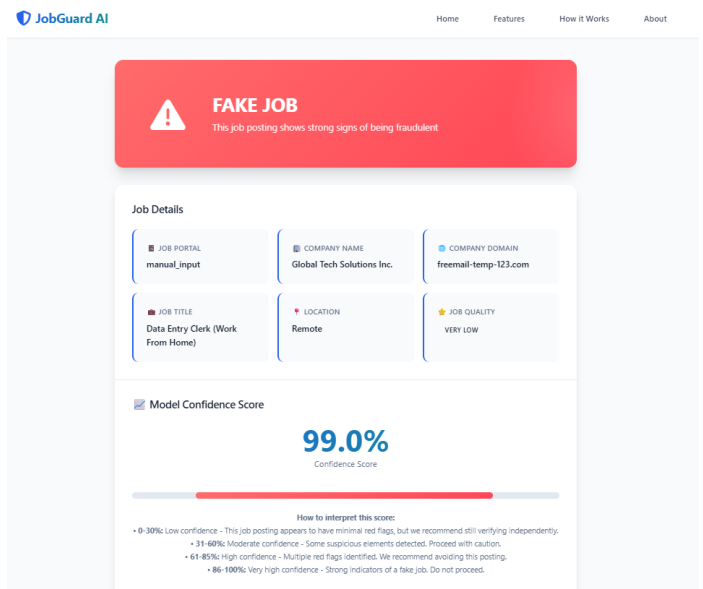 JobGuard AI
Home Features How it Works About
FAKE JOB
This job posting shows strong signs of being fraudulent
Job Details
JOB PORTAL
manual_input
COMPANY NAME
Global Tech Solutions Inc.
COMPANY DOMAIN
freemail-temp-123.com
JOB TITLE
Data Entry Clerk (Work
From Home)
LOCATION
Remote
JOB QUALITY
VERY LOW
Model Confidence Score
99.0%
Confidence Score
How to interpret this score:
• 0-30%: Low confidence - This job posting appears to have minimal red flags, but we recommend still verifying independently.
• 31-60%: Moderate confidence - Some suspicious elements detected. Proceed with caution.
• 61-85%: High confidence - Multiple red flags identified. We recommend avoiding this posting.
• 86-100%: Very high confidence - Strong indicators of a fake job. Do not proceed.